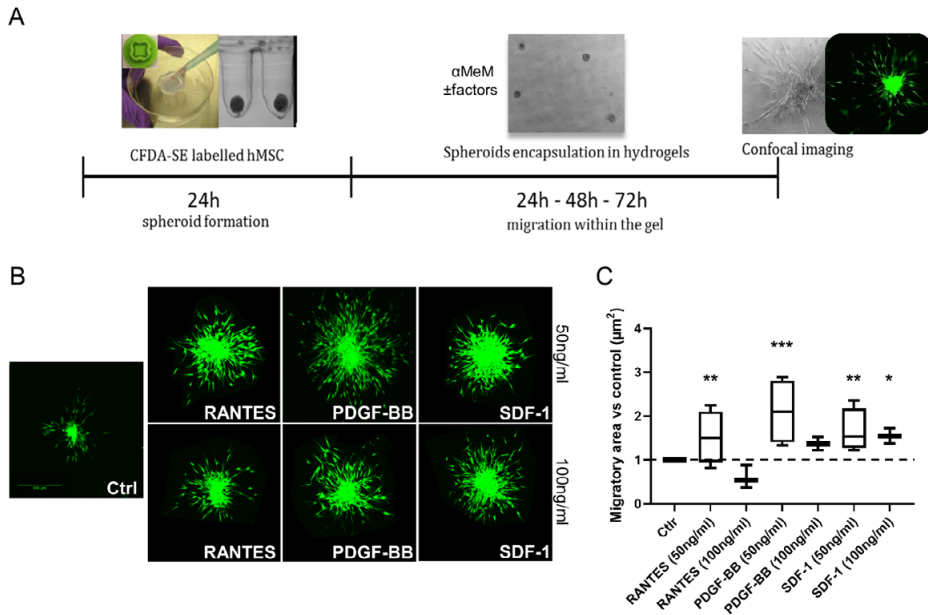 A
αMeM
±factors
CFDA-SE labelled hMSC
Spheroids encapsulation in hydrogels
Confocal imaging
24h
spheroid formation
24h - 48h - 72h
migration within the gel
B
Ctrl
RANTES
PDGF-BB
SDF-1
50ng/ml
RANTES
PDGF-BB
SDF-1
100ng/ml
C
Migratory area vs control (µm²)
4
3
2
1
0
**
***
**
*
Ctr
RANTES (50ng/ml)
RANTES (100ng/ml)
PDGF-BB (50ng/ml)
PDGF-BB (100ng/ml)
SDF-1 (50ng/ml)
SDF-1 (100ng/ml)